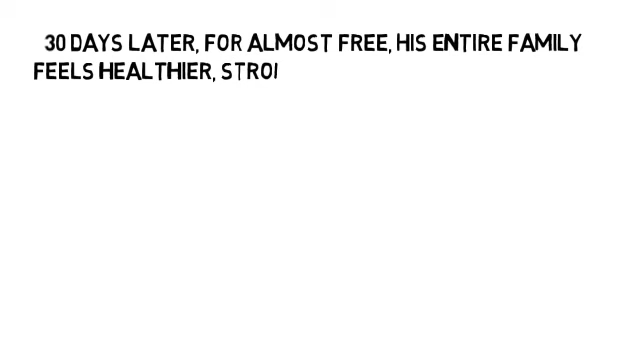 30 DAYS LATER, FOR ALMOST FREE, HIS ENTIRE FAMILY
FEELS HEALTHIER,